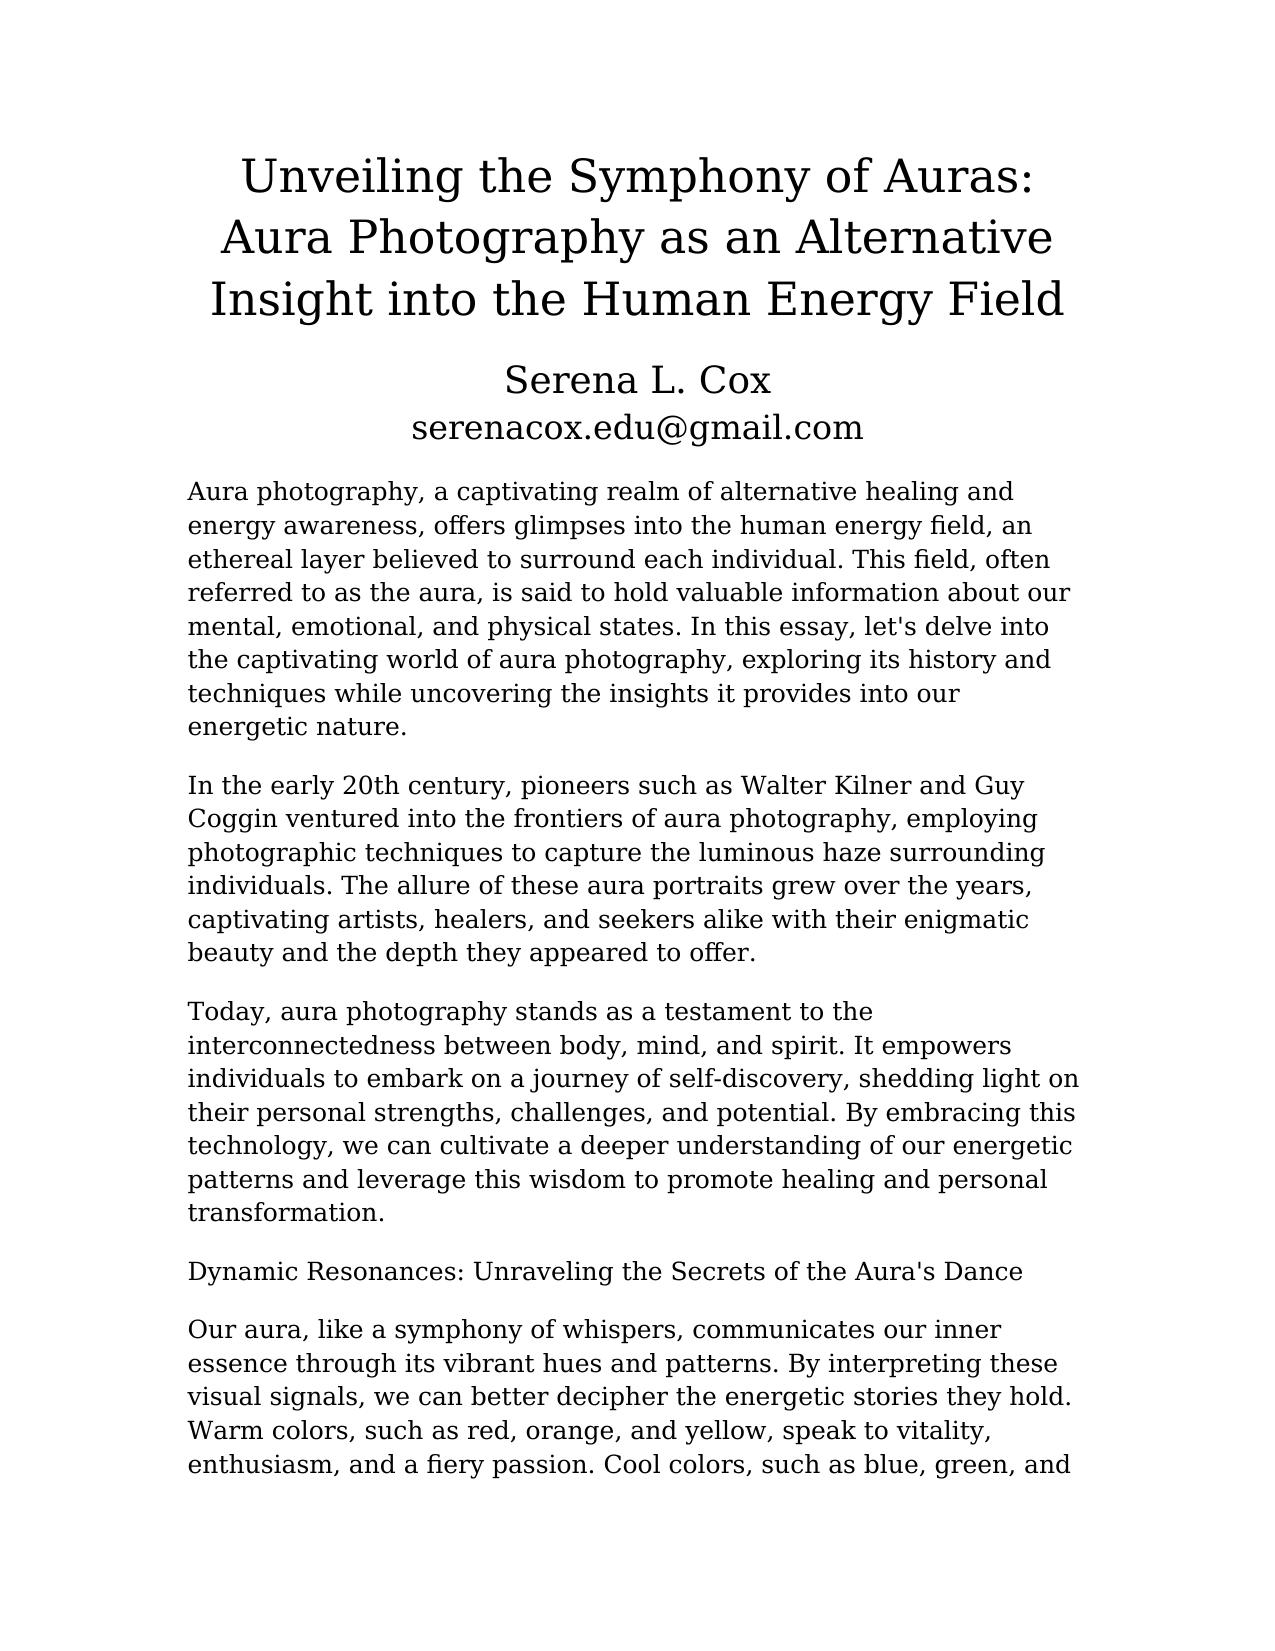 Unveiling the Symphony of Auras:
Aura Photography as an Alternative
Insight into the Human Energy Field
Serena L. Cox
serenacox.edu@gmail.com
Aura photography, a captivating realm of alternative healing and
energy awareness, offers glimpses into the human energy field, an
ethereal layer believed to surround each individual. This field, often
referred to as the aura, is said to hold valuable information about our
mental, emotional, and physical states. In this essay, let's delve into
the captivating world of aura photography, exploring its history and
techniques while uncovering the insights it provides into our
energetic nature.
In the early 20th century, pioneers such as Walter Kilner and Guy
Coggin ventured into the frontiers of aura photography, employing
photographic techniques to capture the luminous haze surrounding
individuals. The allure of these aura portraits grew over the years,
captivating artists, healers, and seekers alike with their enigmatic
beauty and the depth they appeared to offer.
Today, aura photography stands as a testament to the
interconnectedness between body, mind, and spirit. It empowers
individuals to embark on a journey of self-discovery, shedding light on
their personal strengths, challenges, and potential. By embracing this
technology, we can cultivate a deeper understanding of our energetic
patterns and leverage this wisdom to promote healing and personal
transformation.
Dynamic Resonances: Unraveling the Secrets of the Aura's Dance
Our aura, like a symphony of whispers, communicates our inner
essence through its vibrant hues and patterns. By interpreting these
visual signals, we can better decipher the energetic stories they hold.
Warm colors, such as red, orange, and yellow, speak to vitality,
enthusiasm, and a fiery passion. Cool colors, such as blue, green, and